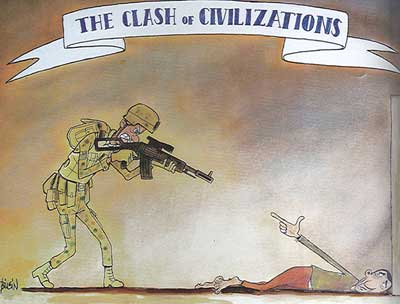 THE CLASH OF CIVILIZATIONS